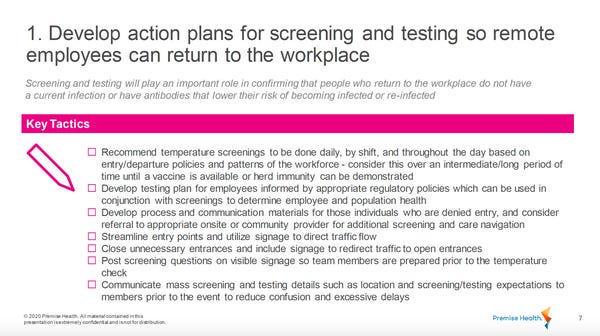 1. Develop action plans for screening and testing so remote
employees can return to the workplace
Screening and testing will play an important role in confirming that people who return to the workplace do not have
a current infection or have antibodies that lower their risk of becoming infected or re-infected
Key Tactics
Recommend temperature screenings to be done daily, by shift, and throughout the day based on
entry/departure policies and patterns of the workforce - consider this over an intermediate/long period of
time until a vaccine is available or herd immunity can be demonstrated
Develop testing plan for employees informed by appropriate regulatory policies which can be used in
conjunction with screenings to determine employee and population health
Develop process and communication materials for those individuals who are denied entry, and consider
referral to appropriate onsite or community provider for additional screening and care navigation
Streamline entry points and utilize signage to direct traffic flow
Close unnecessary entrances and include signage to redirect traffic to open entrances
Post screening questions on visible signage so team members are prepared prior to the temperature
check
Communicate mass screening and testing details such as location and screening/testing expectations to
members prior to the event to reduce confusion and excessive delays
© 2020 Premise Health. All material contained in this
presentation is extremely confidential and is not for distribution.
Premise Health.
7